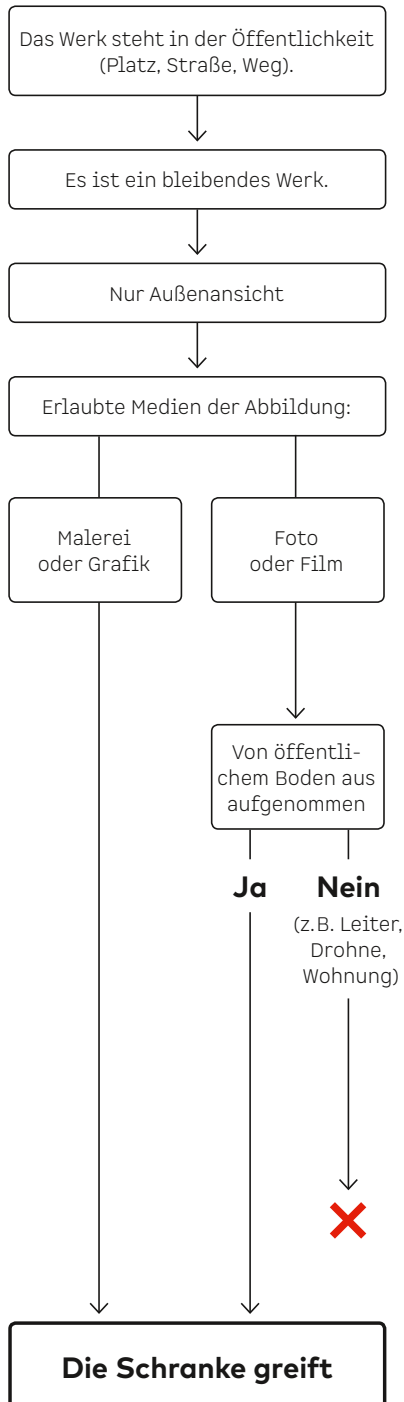 Das Werk steht in der Öffentlichkeit
(Platz, Straße, Weg).
Es ist ein bleibendes Werk.
Nur Außenansicht
Erlaubte Medien der Abbildung:
Malerei
oder Grafik
Foto
oder Film
Von öffentli-
chem Boden aus
aufgenommen
Ja
Nein
(z.B. Leiter,
Drohne,
Wohnung)
Die Schranke greift